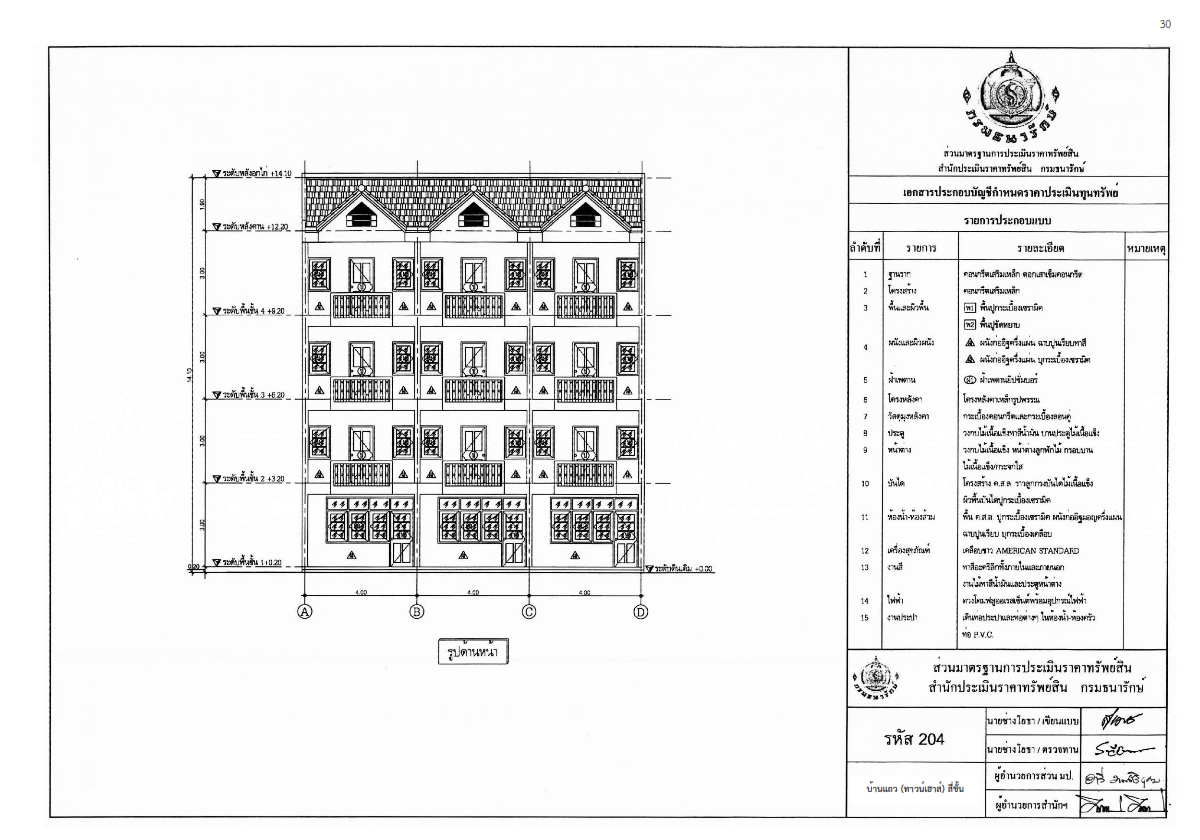 30
กรมธนารักษ์
ส่วนมาตรฐานการประเมินราคาทรัพย์สิน
สำนักประเมินราคาทรัพย์สิน กรมธนารักษ์
เอกสารประกอบบัญชีกำหนดราคาประเมินทุนทรัพย์
รายการประกอบแบบ
ลำดับที่ รายการ รายละเอียด หมายเหตุ
1 ฐานราก คอนกรีตเสริมเหล็ก ตอกเสาเข็มคอนกรีต
2 โครงสร้าง คอนกรีตเสริมเหล็ก
3 พื้นและผิวพื้น พ1 พื้นปูกระเบื้องเซรามิค
พ2 พื้นปูนขัดหยาบ
4 ผนังและผิวผนัง ผนังก่ออิฐครึ่งแผ่น ฉาบปูนเรียบทาสี
ผนังก่ออิฐครึ่งแผ่น บุกระเบื้องเซรามิค
5 ฝ้าเพดาน ฝ1 ฝ้าเพดานยิปซั่มบอร์
6 โครงหลังคา โครงหลังคาเหล็กรูปพรรณ
7 วัสดุมุงหลังคา กระเบื้องคอนกรีตและกระเบื้องลอนคู่
8 ประตู วงกบไม้เนื้อแข็งทาสีน้ำมัน บานประตูไม้เนื้อแข็ง
9 หน้าต่าง วงกบไม้เนื้อแข็ง หน้าต่างลูกฟักไม้ กรอบบาน
ไม้เนื้อแข็ง/กระจกใส
10 บันได โครงสร้าง ค.ส.ล. ราวลูกกรงบันไดไม้เนื้อแข็ง
ผิวพื้นบันไดปูกระเบื้องเซรามิค
11 ห้องน้ำ-ห้องส้วม พื้น ค.ส.ล. ปูกระเบื้องเซรามิค ผนังก่ออิฐมอญครึ่งแผ่น
ฉาบปูนเรียบ บุกระเบื้องเคลือบ
12 เครื่องสุขภัณฑ์ เคลือบขาว AMERICAN STANDARD
13 งานสี ทาสีอะคริลิกทั้งภายในและภายนอก
งานไม้ทาสีน้ำมันและประตูหน้าต่าง
14 ไฟฟ้า ดวงโคมฟลูออเรสเซ็นต์พร้อมอุปกรณ์ไฟฟ้า
15 งานประปา เดินท่อประปาและท่อต่างๆ ในห้องน้ำ-ห้องครัว
ท่อ P.V.C.
ระดับหลังอกไก่ +14.10
ระดับหลังคาน +12.20
ระดับพื้นชั้น 4 +9.20
ระดับพื้นชั้น 3 +6.20
ระดับพื้นชั้น 2 +3.20
ระดับพื้นชั้น 1 +0.20
ระดับดินเดิม +0.00
14.10
1.90
3.00
3.00
3.00
3.00
0.20
4.00 4.00 4.00
A B C D
รูปด้านหน้า
ส่วนมาตรฐานการประเมินราคาทรัพย์สิน
สำนักประเมินราคาทรัพย์สิน กรมธนารักษ์
รหัส 204
บ้านแถว (ทาวน์เฮาส์) สี่ชั้น
นายช่างโยธา / เขียนแบบ
นายช่างโยธา / ตรวจทาน
ผู้อำนวยการส่วน มป.
ผู้อำนวยการสำนักฯ